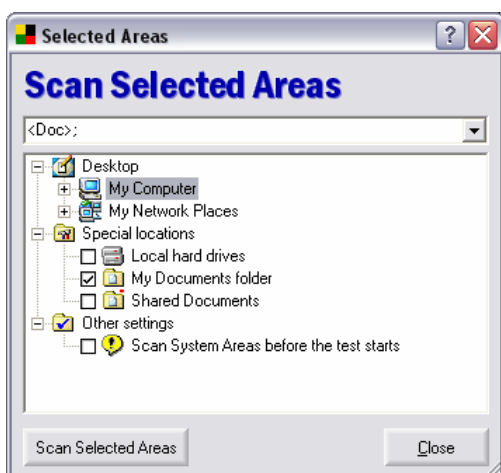 Selected Areas
Scan Selected Areas
<Doc>;
Desktop
My Computer
My Network Places
Special locations
Local hard drives
My Documents folder
Shared Documents
Other settings
Scan System Areas before the test starts
Scan Selected Areas
Close